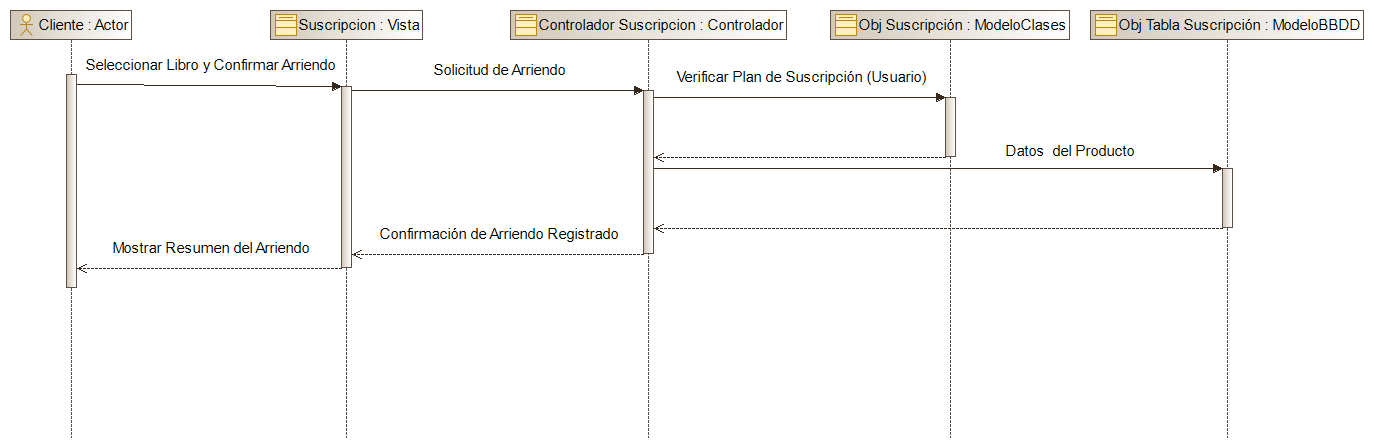 Cliente : Actor
Suscripcion : Vista
Controlador Suscripcion : Controlador
Obj Suscripción : ModeloClases
Obj Tabla Suscripción : ModeloBBDD
Seleccionar Libro y Confirmar Arriendo
Solicitud de Arriendo
Verificar Plan de Suscripción (Usuario)
Datos  del Producto
Confirmación de Arriendo Registrado
Mostrar Resumen del Arriendo